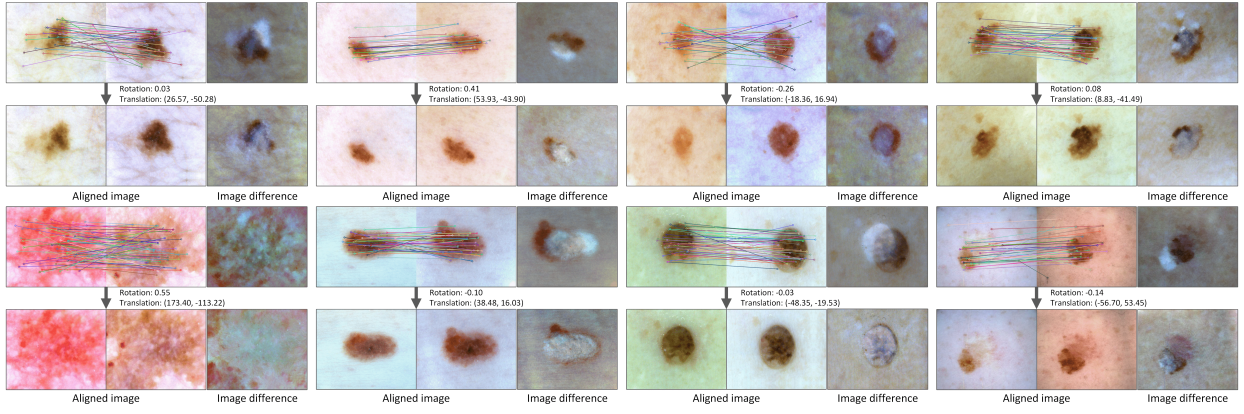 Rotation: 0.03
Translation: (26.57, -50.28)
Rotation: 0.41
Translation: (53.93, -43.90)
Rotation: -0.26
Translation: (-18.36, 16.94)
Rotation: 0.08
Translation: (8.83, -41.49)
Aligned image Image difference
Aligned image Image difference
Aligned image Image difference
Aligned image Image difference
Rotation: 0.55
Translation: (173.40, -113.22)
Rotation: -0.10
Translation: (38.48, 16.03)
Rotation: -0.03
Translation: (-48.35, -19.53)
Rotation: -0.14
Translation: (-56.70, 53.45)
Aligned image Image difference
Aligned image Image difference
Aligned image Image difference
Aligned image Image difference